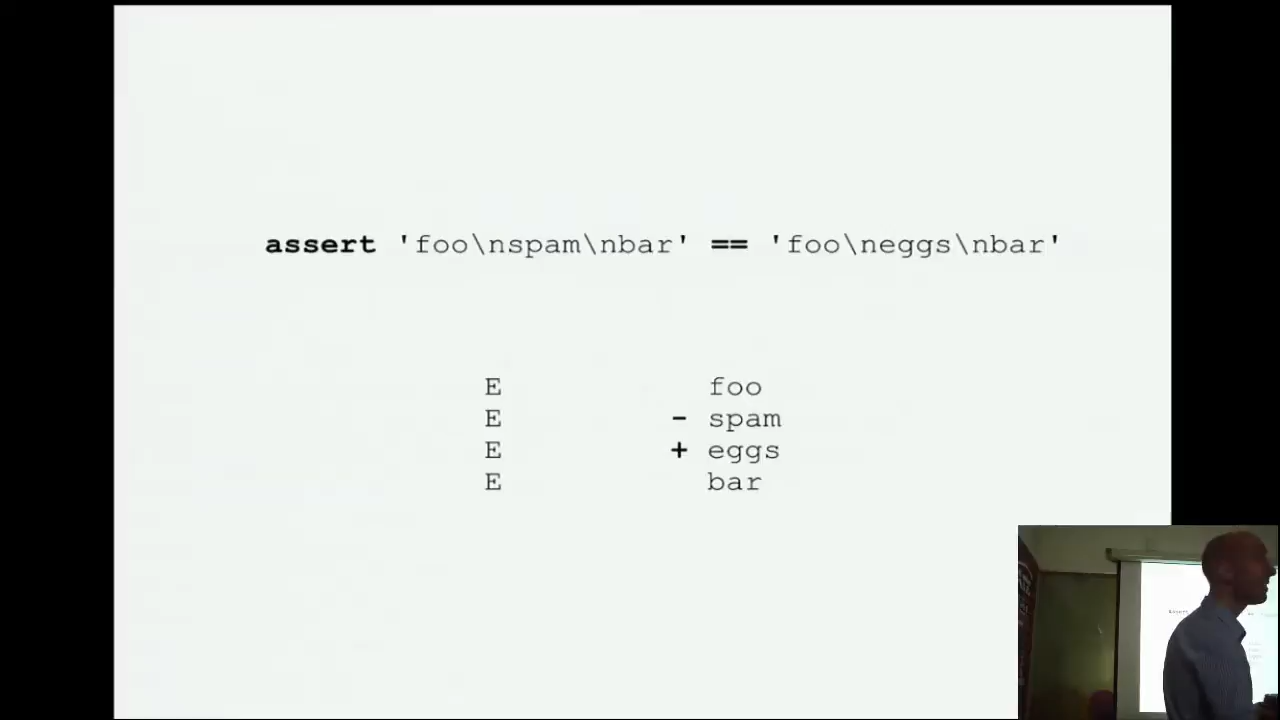 assert 'foo\nspam\nbar' == 'foo\neggs\nbar'
E foo
E - spam
E + eggs
E bar